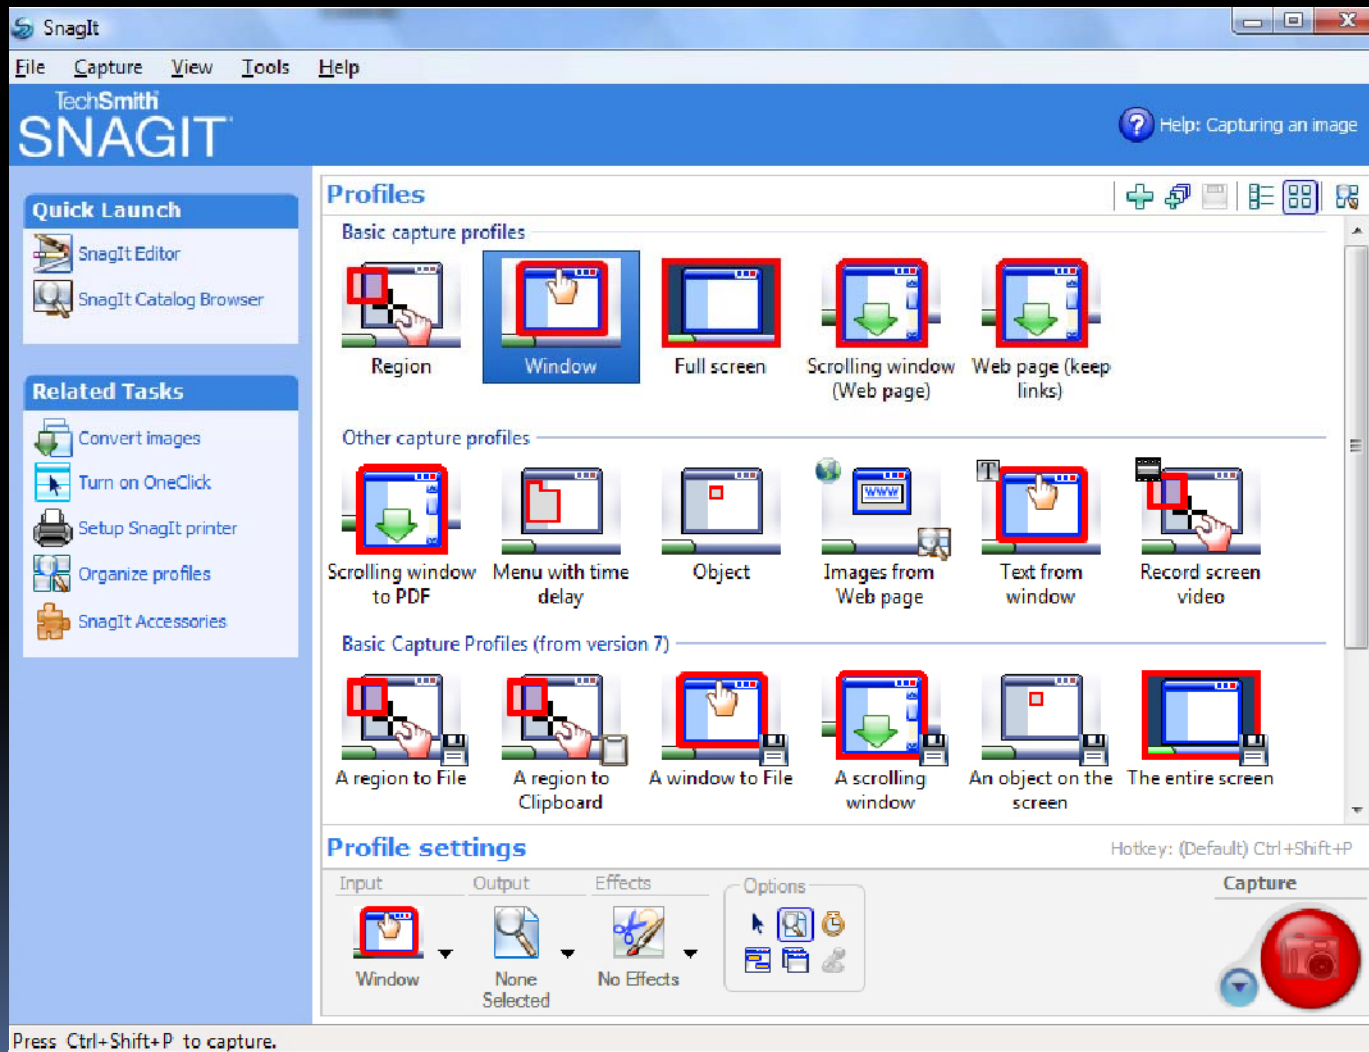 SnagIt
File Capture View Tools Help
TechSmith
SNAGIT
Help: Capturing an image
Quick Launch
SnagIt Editor
SnagIt Catalog Browser
Related Tasks
Convert images
Turn on OneClick
Setup SnagIt printer
Organize profiles
SnagIt Accessories
Profiles
Basic capture profiles
Region
Window
Full screen
Scrolling window
(Web page)
Web page (keep
links)
Other capture profiles
Scrolling window
to PDF
Menu with time
delay
Object
WWW
Images from
Web page
T
Text from
window
Record screen
video
Basic Capture Profiles (from version 7)
A region to File
A region to
Clipboard
A window to File
A scrolling
window
An object on the
screen
The entire screen
Profile settings
Hotkey: (Default) Ctrl+Shift+P
Input
Window
Output
None
Selected
Effects
No Effects
Options
Capture
Press Ctrl+Shift+P to capture.